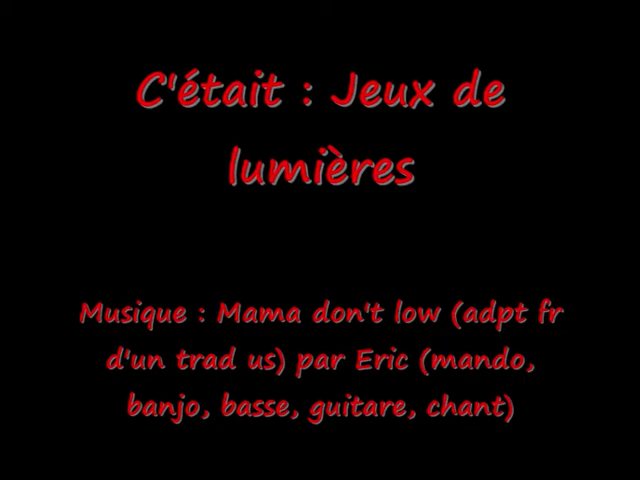 C'était : Jeux de
lumières
Musique : Mama don't low (adpt fr
d'un trad us) par Eric (mando,
banjo, basse, guitare, chant)